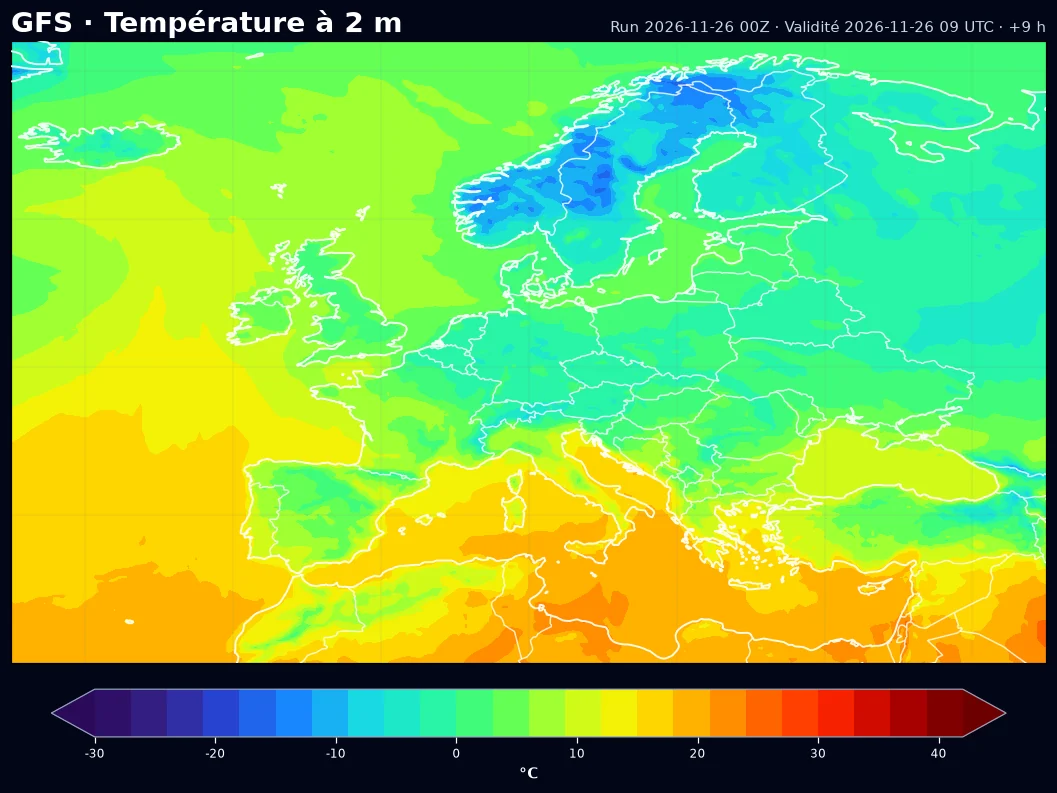 GFS · Température à 2 m
Run 2026-11-26 00Z · Validité 2026-11-26 09 UTC · +9 h
-30 -20 -10 0 10 20 30 40
°C